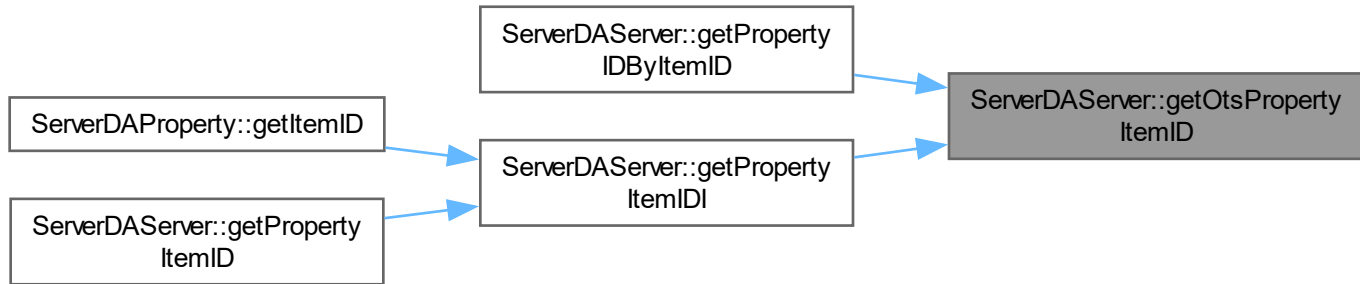 ServerDAServer::getProperty
IDByItemID
ServerDAServer::getOtsProperty
ItemID
ServerDAProperty::getItemID
ServerDAServer::getProperty
ItemIDI
ServerDAServer::getProperty
ItemID